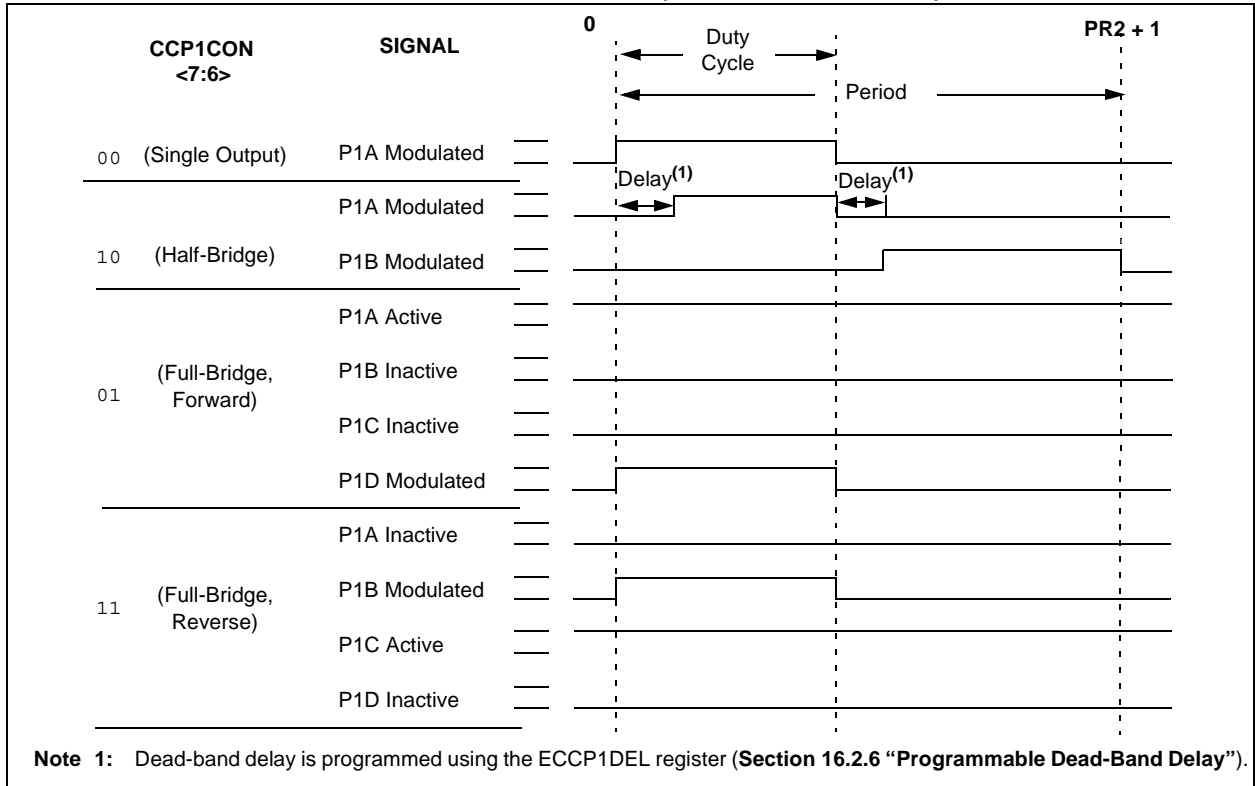 0
PR2 + 1
CCP1CON
<7:6>
SIGNAL
Duty
Cycle
Period
00 (Single Output) P1A Modulated
Delay(1) Delay(1)
P1A Modulated
10 (Half-Bridge) P1B Modulated
P1A Active
01 (Full-Bridge,
Forward)
P1B Inactive
P1C Inactive
P1D Modulated
P1A Inactive
11 (Full-Bridge,
Reverse)
P1B Modulated
P1C Active
P1D Inactive
Note 1: Dead-band delay is programmed using the ECCP1DEL register (Section 16.2.6 “Programmable Dead-Band Delay”).